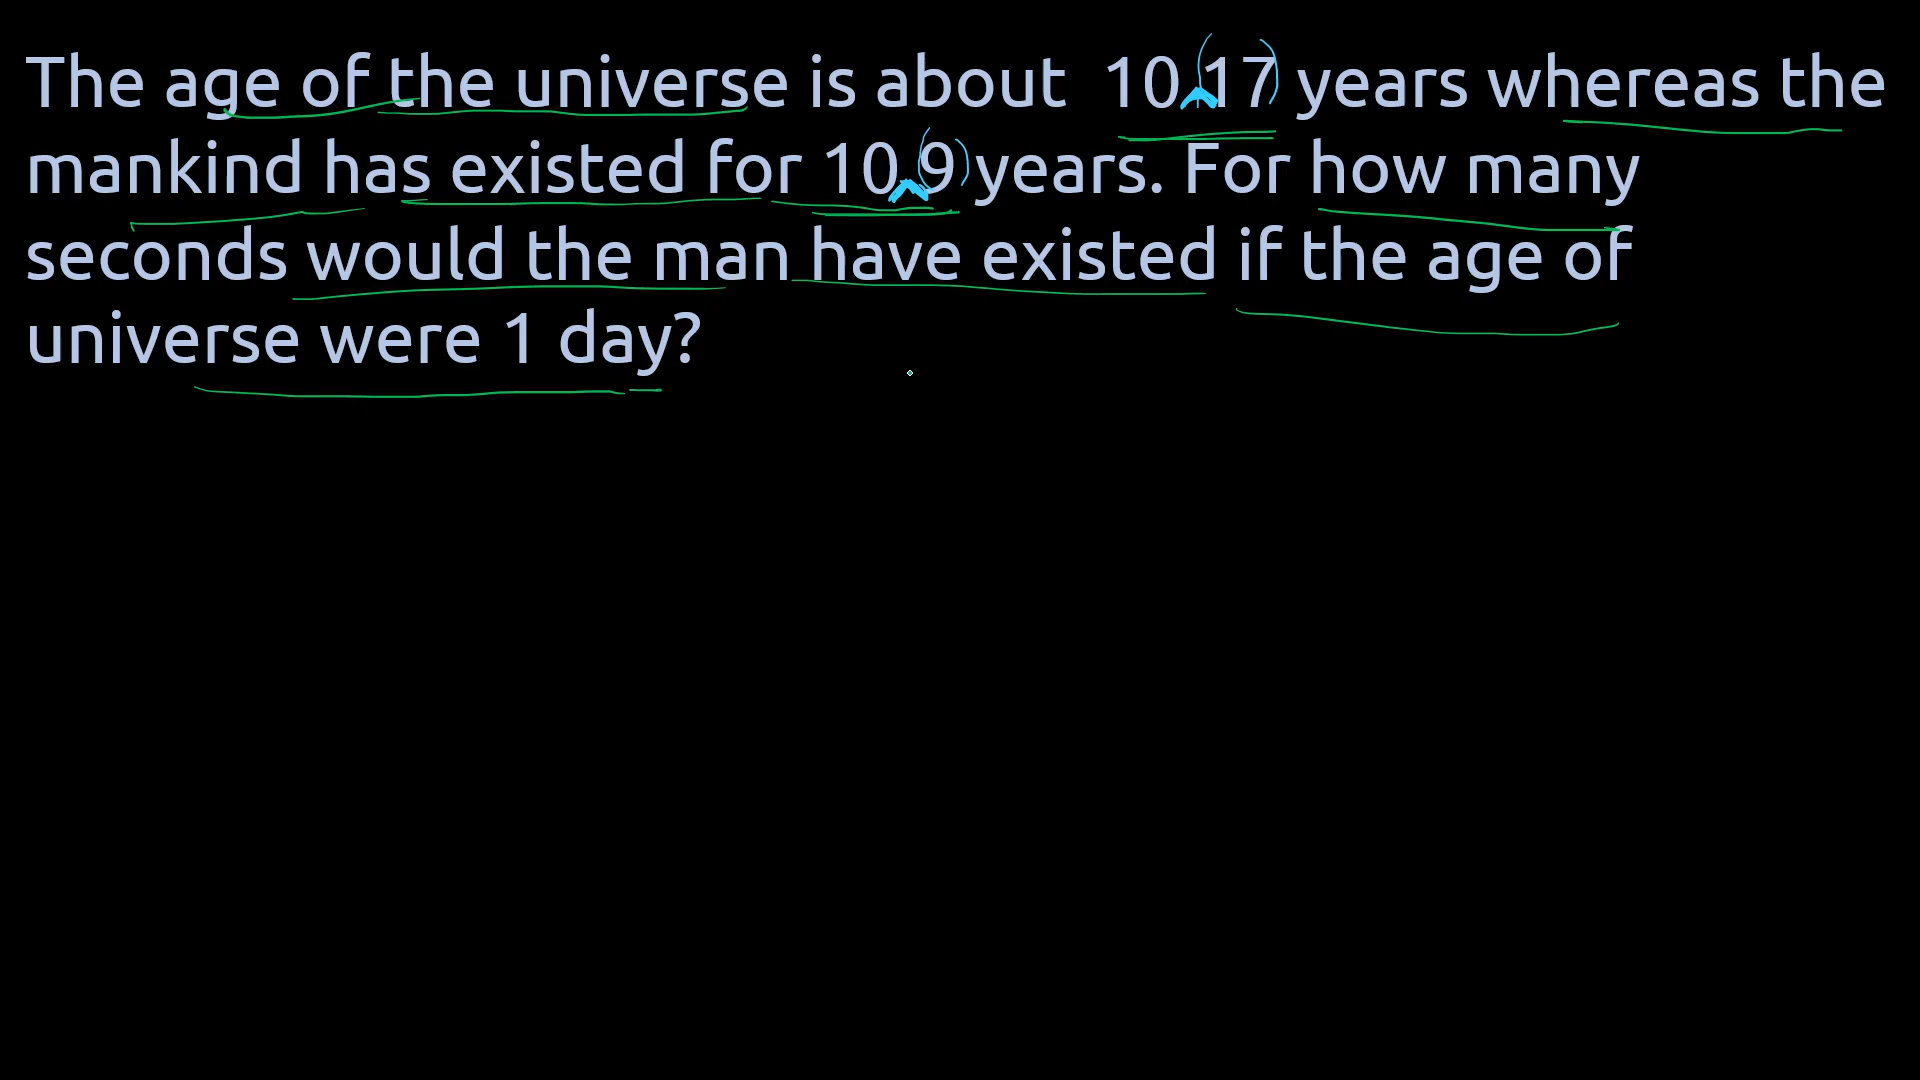 The age of the universe is about 10^(17) years whereas the
mankind has existed for 10^(9) years. For how many
seconds would the man have existed if the age of
universe were 1 day?